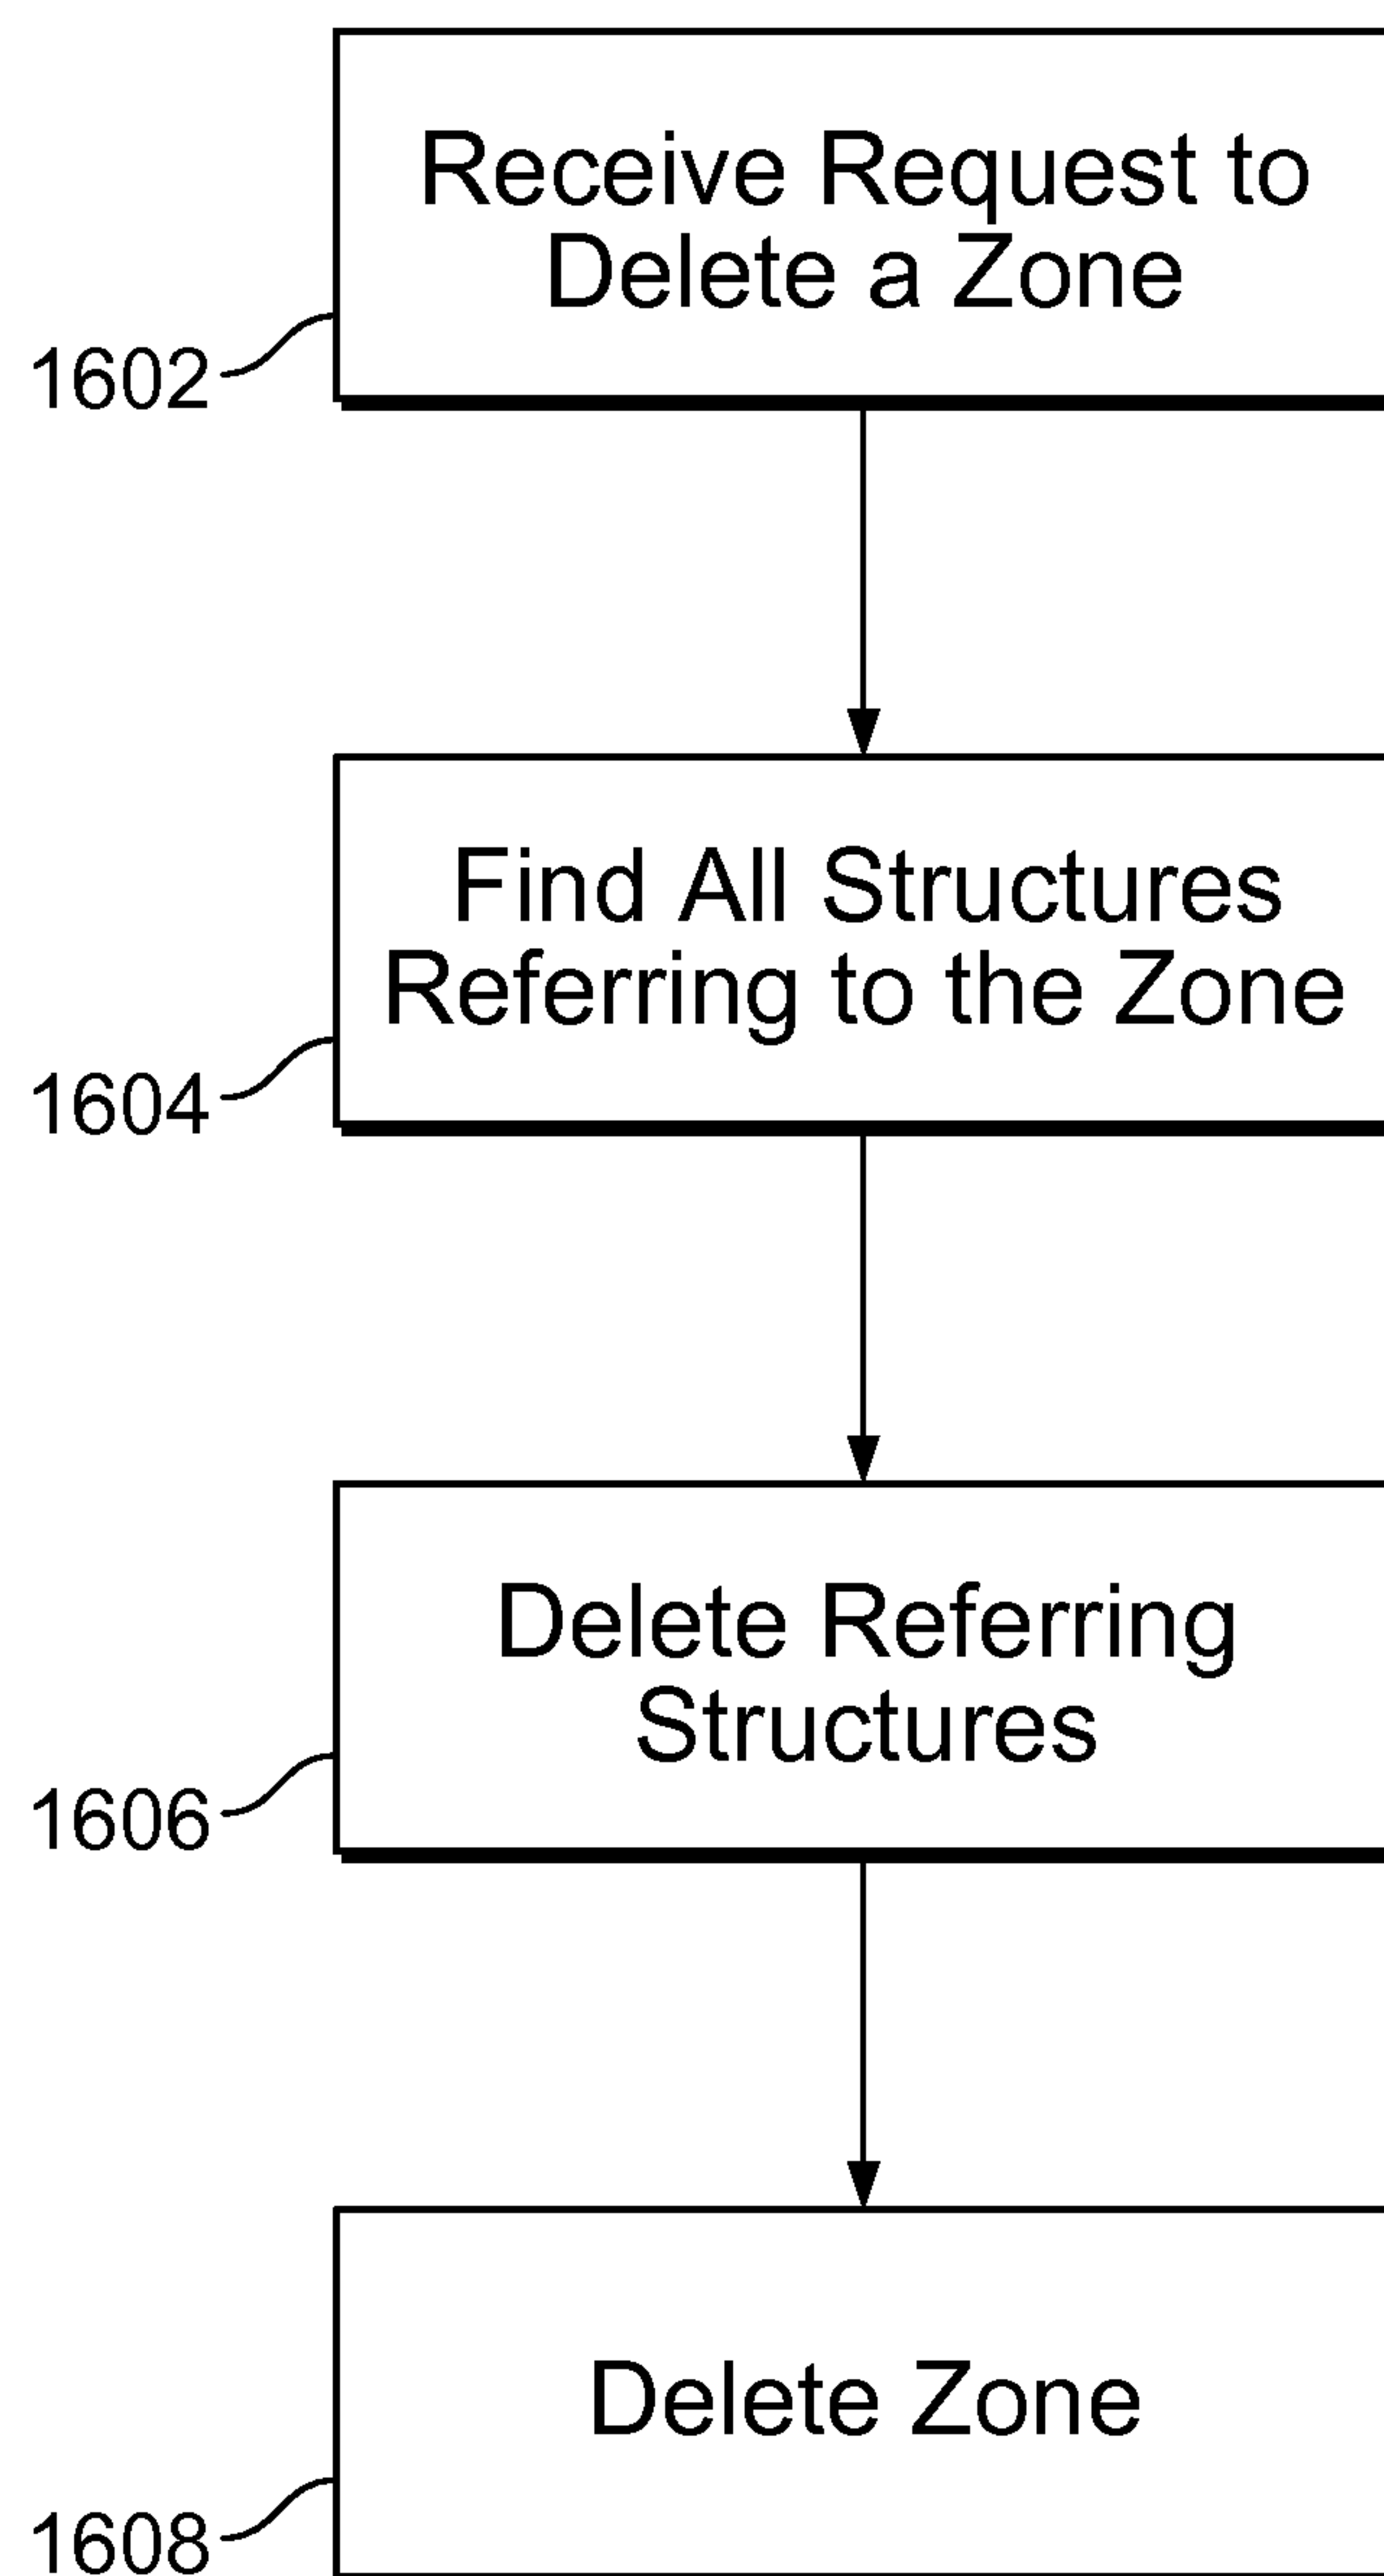 Receive Request to
Delete a Zone
1602
Find All Structures
Referring to the Zone
1604
Delete Referring
Structures
1606
Delete Zone
1608